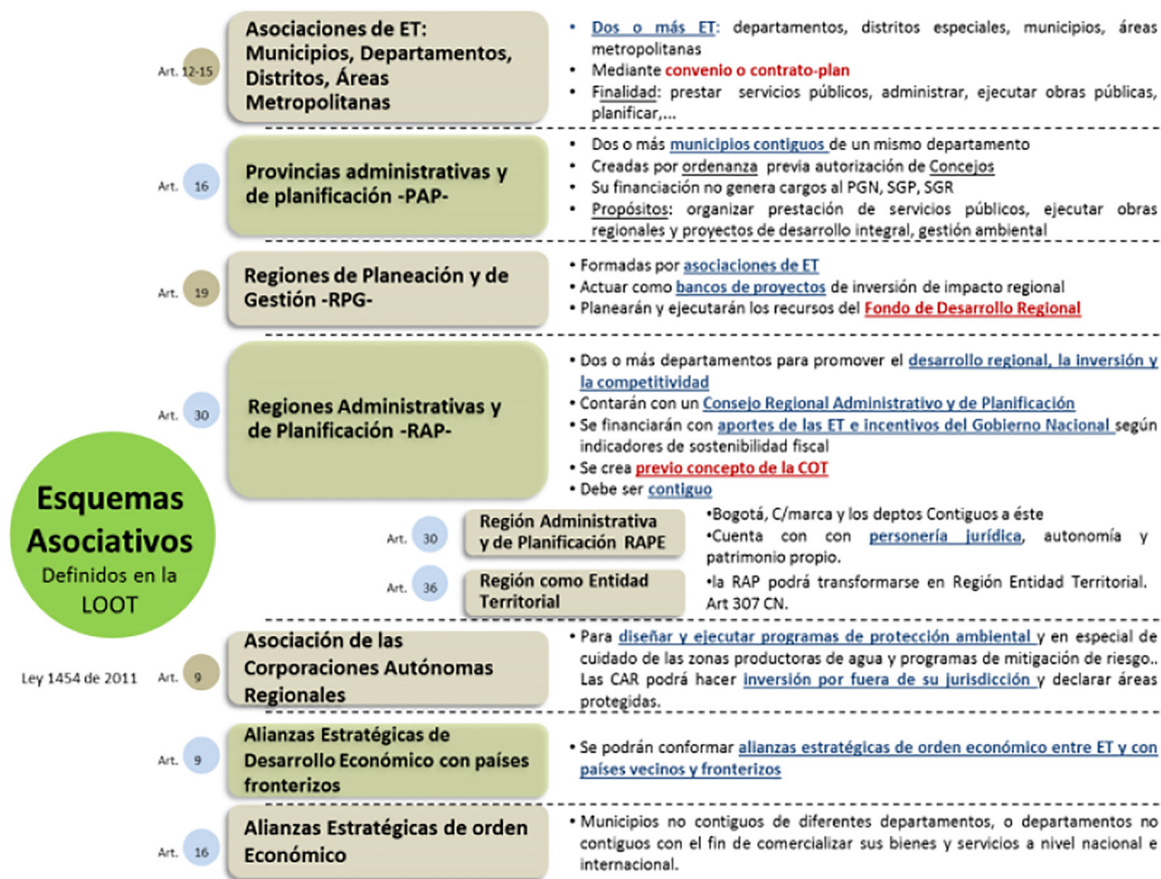 Asociaciones de ET:
Municipios, Departamentos,
Distritos, Áreas
Metropolitanas
Art. 12-15
• Dos o más ET: departamentos, distritos especiales, municipios, áreas
metropolitanas
• Mediante convenio o contrato-plan
• Finalidad: prestar servicios públicos, administrar, ejecutar obras públicas,
planificar,...
Art. 16
Provincias administrativas y
de planificación -PAP-
• Dos o más municipios contiguos de un mismo departamento
• Creadas por ordenanza previa autorización de Concejos
• Su financiación no genera cargos al PGN, SGP, SGR
• Propósitos: organizar prestación de servicios públicos, ejecutar obras
regionales y proyectos de desarrollo integral, gestión ambiental
Art. 19
Regiones de Planeación y de
Gestión -RPG-
• Formadas por asociaciones de ET
• Actuar como bancos de proyectos de inversión de impacto regional
• Planearán y ejecutarán los recursos del Fondo de Desarrollo Regional
Art. 30
Regiones Administrativas y
de Planificación -RAP-
• Dos o más departamentos para promover el desarrollo regional, la inversión y
la competitividad
• Contarán con un Consejo Regional Administrativo y de Planificación
• Se financiarán con aportes de las ET e incentivos del Gobierno Nacional según
indicadores de sostenibilidad fiscal
• Se crea previo concepto de la COT
• Debe ser contiguo
Esquemas
Asociativos
Definidos en la
LOOT
Ley 1454 de 2011
Art. 30
Región Administrativa
y de Planificación RAPE
•Bogotá, C/marca y los deptos Contiguos a éste
•Cuenta con con personería jurídica, autonomía y
patrimonio propio.
Art. 36
Región como Entidad
Territorial
•la RAP podrá transformarse en Región Entidad Territorial.
Art 307 CN.
Art. 9
Asociación de las
Corporaciones Autónomas
Regionales
• Para diseñar y ejecutar programas de protección ambiental y en especial de
cuidado de las zonas productoras de agua y programas de mitigación de riesgo..
Las CAR podrá hacer inversión por fuera de su jurisdicción y declarar áreas
protegidas.
Art. 9
Alianzas Estratégicas de
Desarrollo Económico con países
fronterizos
• Se podrán conformar alianzas estratégicas de orden económico entre ET y con
países vecinos y fronterizos
Art. 16
Alianzas Estratégicas de orden
Económico
• Municipios no contiguos de diferentes departamentos, o departamentos no
contiguos con el fin de comercializar sus bienes y servicios a nivel nacional e
internacional.